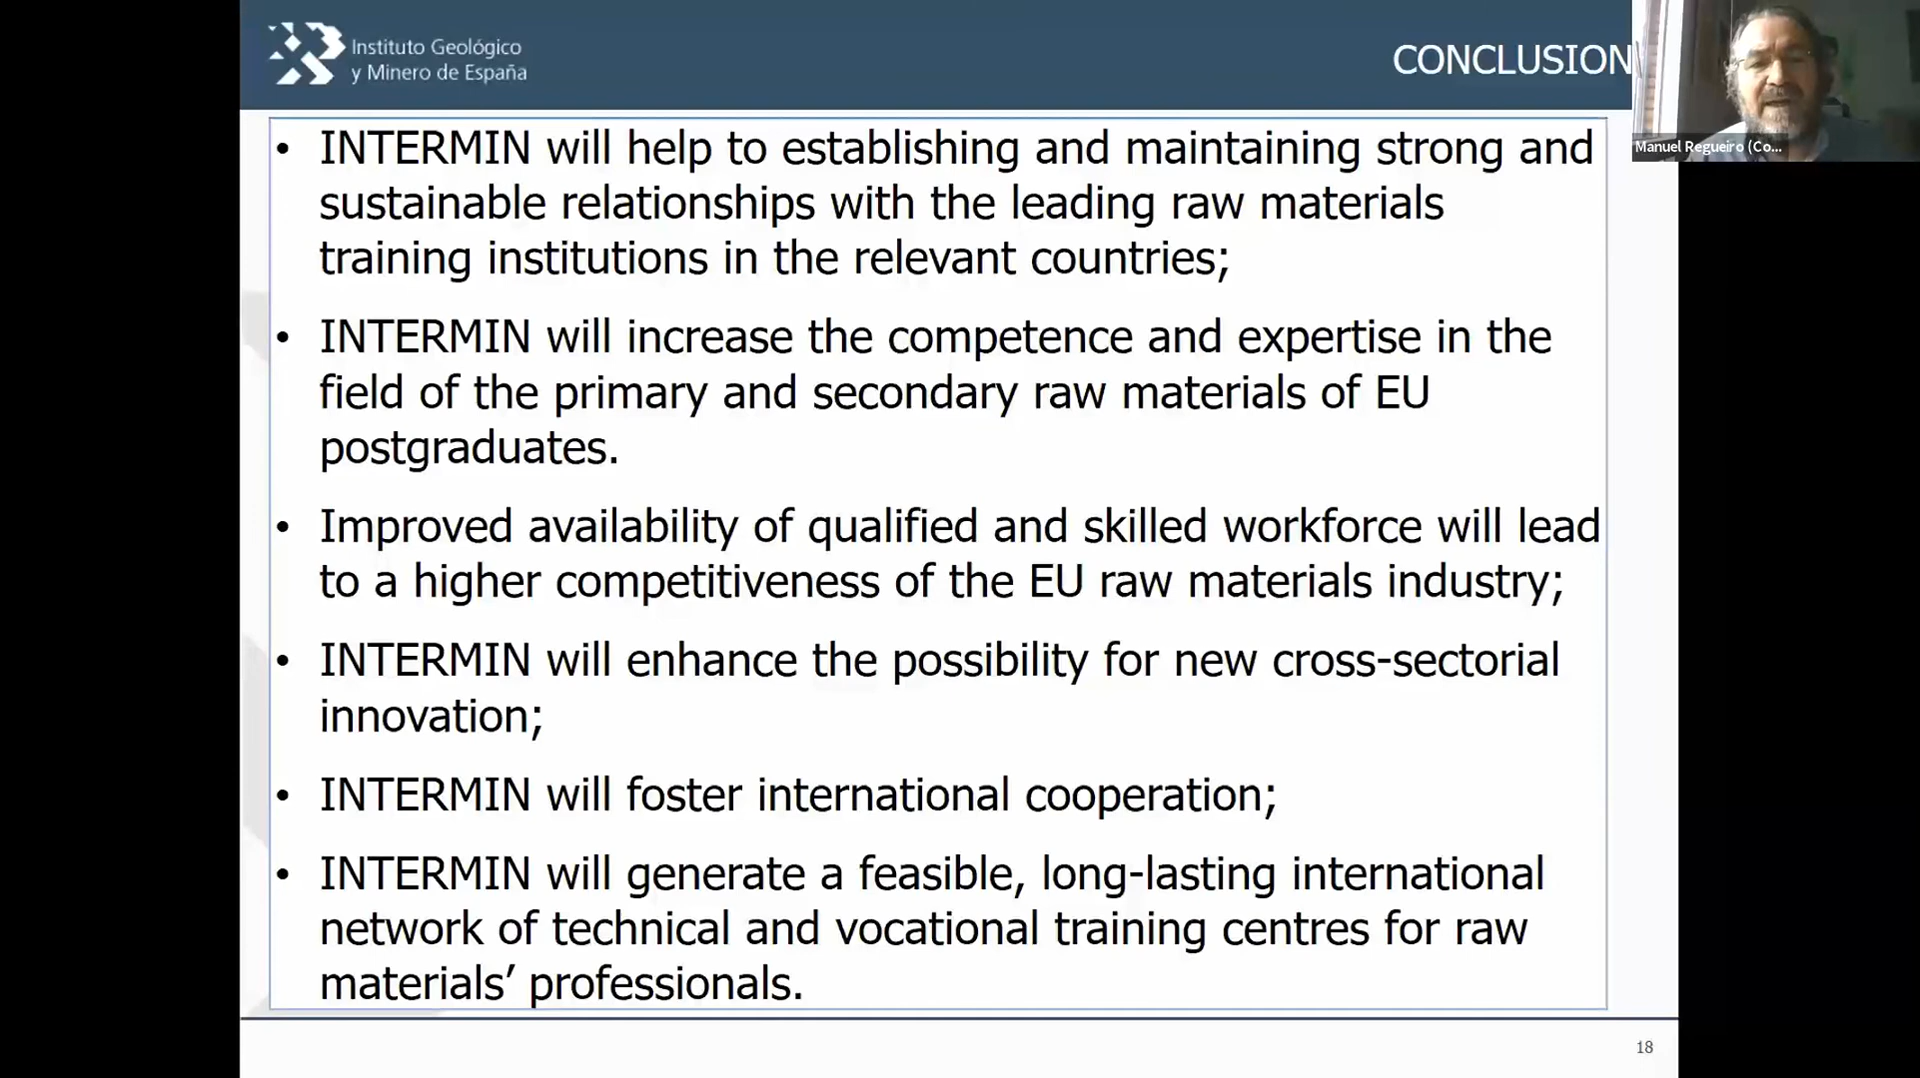 Instituto Geológico
y Minero de España
CONCLUSION
Manuel Regueiro (Co...
• INTERMIN will help to establishing and maintaining strong and
sustainable relationships with the leading raw materials
training institutions in the relevant countries;
• INTERMIN will increase the competence and expertise in the
field of the primary and secondary raw materials of EU
postgraduates.
• Improved availability of qualified and skilled workforce will lead
to a higher competitiveness of the EU raw materials industry;
• INTERMIN will enhance the possibility for new cross-sectorial
innovation;
• INTERMIN will foster international cooperation;
• INTERMIN will generate a feasible, long-lasting international
network of technical and vocational training centres for raw
materials’ professionals.
18